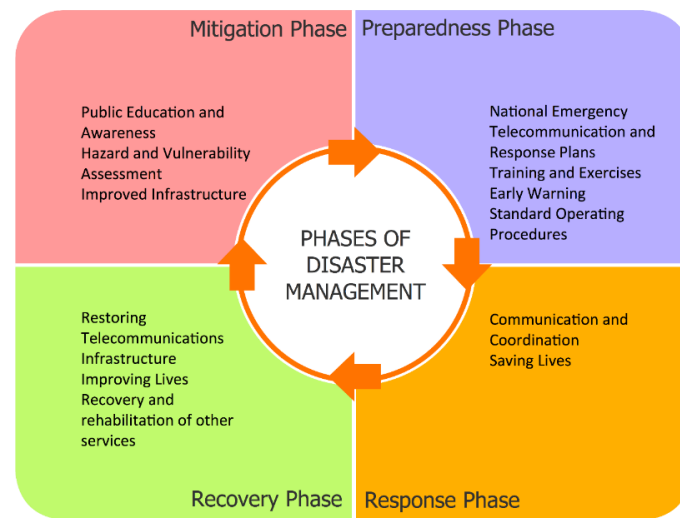 Mitigation Phase
Public Education and
Awareness
Hazard and Vulnerability
Assessment
Improved Infrastructure
Preparedness Phase
National Emergency
Telecommunication and
Response Plans
Training and Exercises
Early Warning
Standard Operating
Procedures
PHASES OF
DISASTER
MANAGEMENT
Restoring
Telecommunications
Infrastructure
Improving Lives
Recovery and
rehabilitation of other
services
Recovery Phase
Communication and
Coordination
Saving Lives
Response Phase